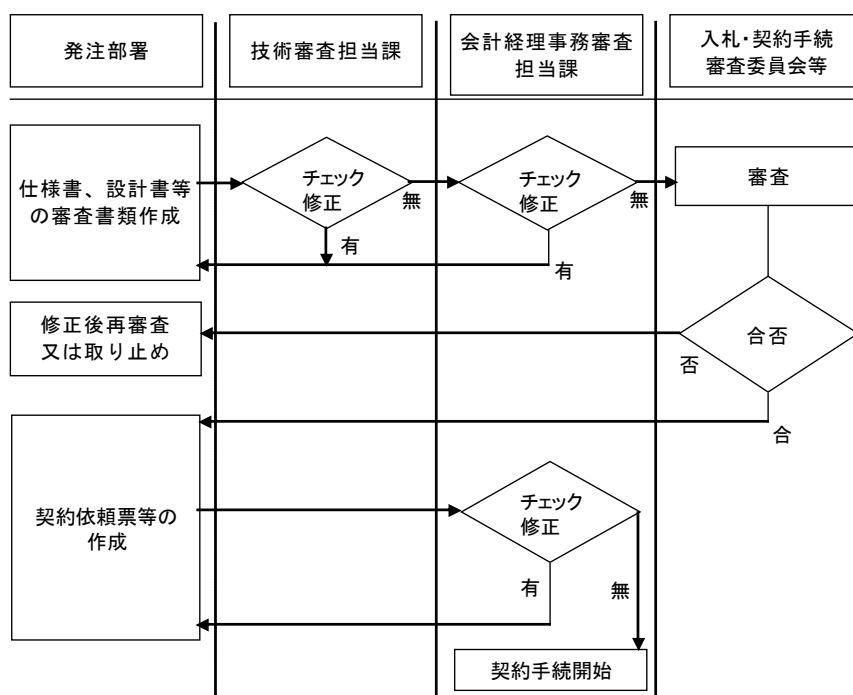 発注部署
技術審査担当課
会計経理事務審査
担当課
入札・契約手続
審査委員会等
仕様書、設計書等
の審査書類作成
チェック
修正
無
有
チェック
修正
無
有
審査
修正後再審査
又は取り止め
合否
否
合
契約依頼票等の
作成
チェック
修正
有
無
契約手続開始